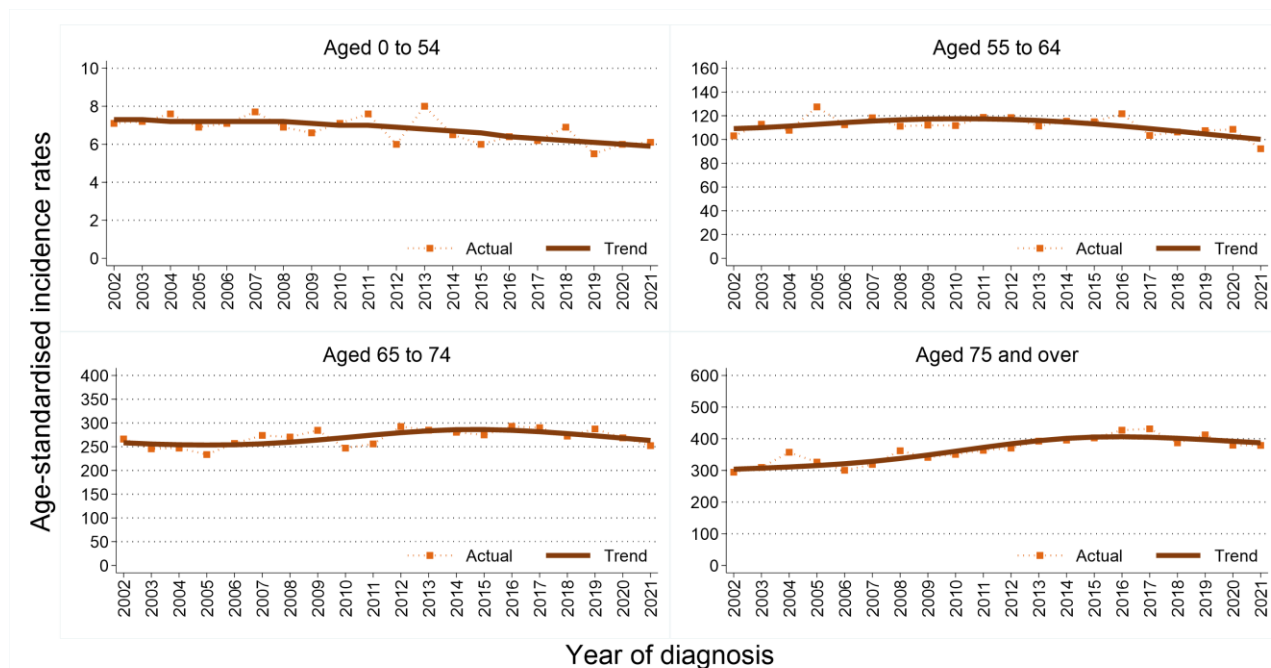 Age-standardised incidence rates
Aged 0 to 54
10
8
6
4
2
0
Actual Trend
2002 2003 2004 2005 2006 2007 2008 2009 2010 2011 2012 2013 2014 2015 2016 2017 2018 2019 2020 2021
Aged 55 to 64
160
140
120
100
80
60
40
20
0
Actual Trend
2002 2003 2004 2005 2006 2007 2008 2009 2010 2011 2012 2013 2014 2015 2016 2017 2018 2019 2020 2021
Aged 65 to 74
400
350
300
250
200
150
100
50
0
Actual Trend
2002 2003 2004 2005 2006 2007 2008 2009 2010 2011 2012 2013 2014 2015 2016 2017 2018 2019 2020 2021
Aged 75 and over
600
500
400
300
200
100
0
Actual Trend
2002 2003 2004 2005 2006 2007 2008 2009 2010 2011 2012 2013 2014 2015 2016 2017 2018 2019 2020 2021
Year of diagnosis